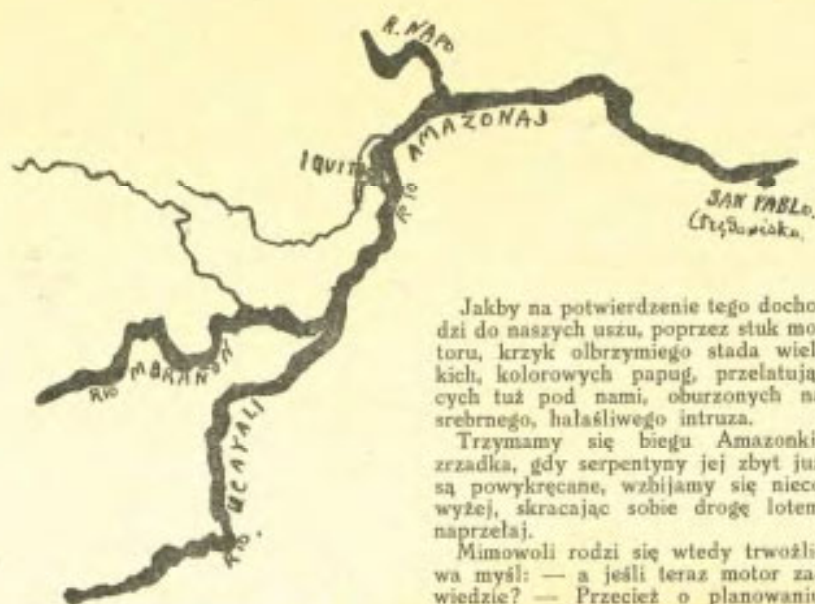 R. NAPO
AMAZONAS
IQUITOS
RIO
SAN PABLO.
RIO MARAÑON
UCAYALI
RIO.
Jakby na potwierdzenie tego docho
dzi do naszych uszu, poprzez stuk mo
toru, krzyk olbrzymiego stada wiel
kich, kolorowych papug, przelatują
cych tuż pod nami, oburzonych na
srebrnego, hałaśliwego intruza.
Trzymamy się biegu Amazonki
zrzadka, gdy serpentyny jej zbyt już
są powykręcane, wzbijamy się nieco
wyżej, skracając sobie drogę lotem
naprzełaj.
Mimowoli rodzi się wtedy trwożli
wa myśl: — a jeśli teraz motor za
wiedzie? — Przecież o planowaniu